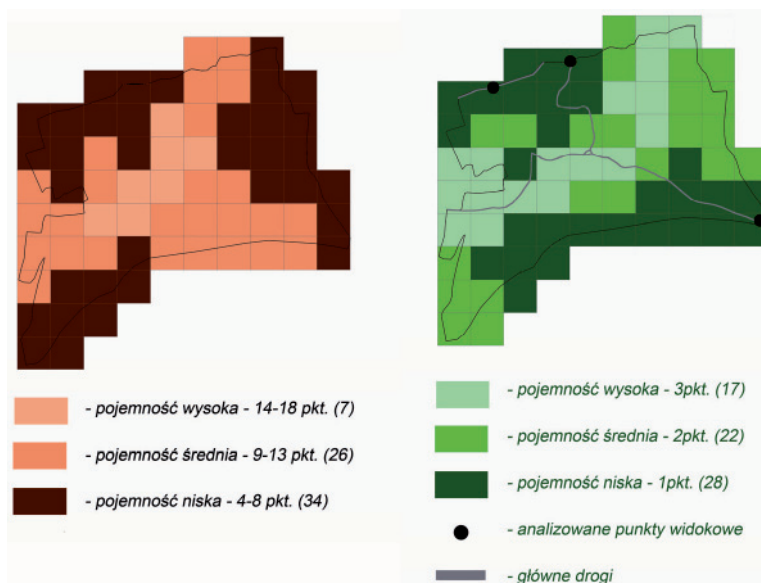 - pojemność wysoka - 14-18 pkt. (7)
- pojemność średnia - 9-13 pkt. (26)
- pojemność niska - 4-8 pkt. (34)
- pojemność wysoka - 3pkt. (17)
- pojemność średnia - 2pkt. (22)
- pojemność niska - 1pkt. (28)
- analizowane punkty widokowe
- główne drogi